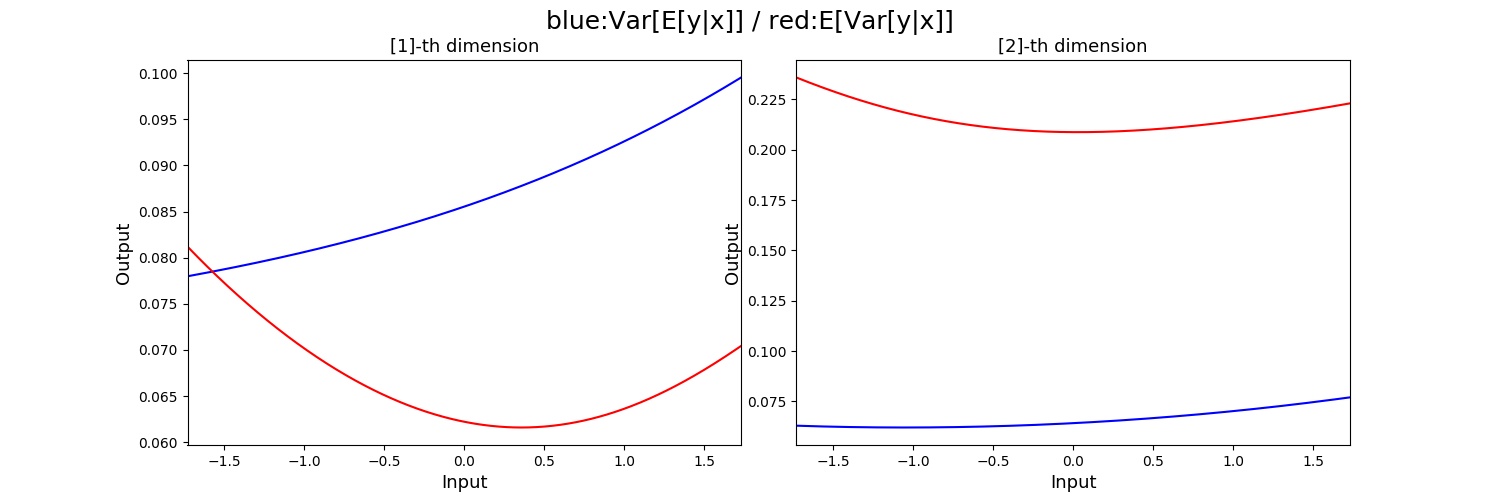 blue:Var[E[y|x]] / red:E[Var[y|x]]
[1]-th dimension
0.100
0.095
0.090
0.085
0.080
0.075
0.070
0.065
0.060
Output
−1.5 −1.0 −0.5 0.0 0.5 1.0 1.5
Input
[2]-th dimension
0.225
0.200
0.175
0.150
0.125
0.100
0.075
Output
−1.5 −1.0 −0.5 0.0 0.5 1.0 1.5
Input